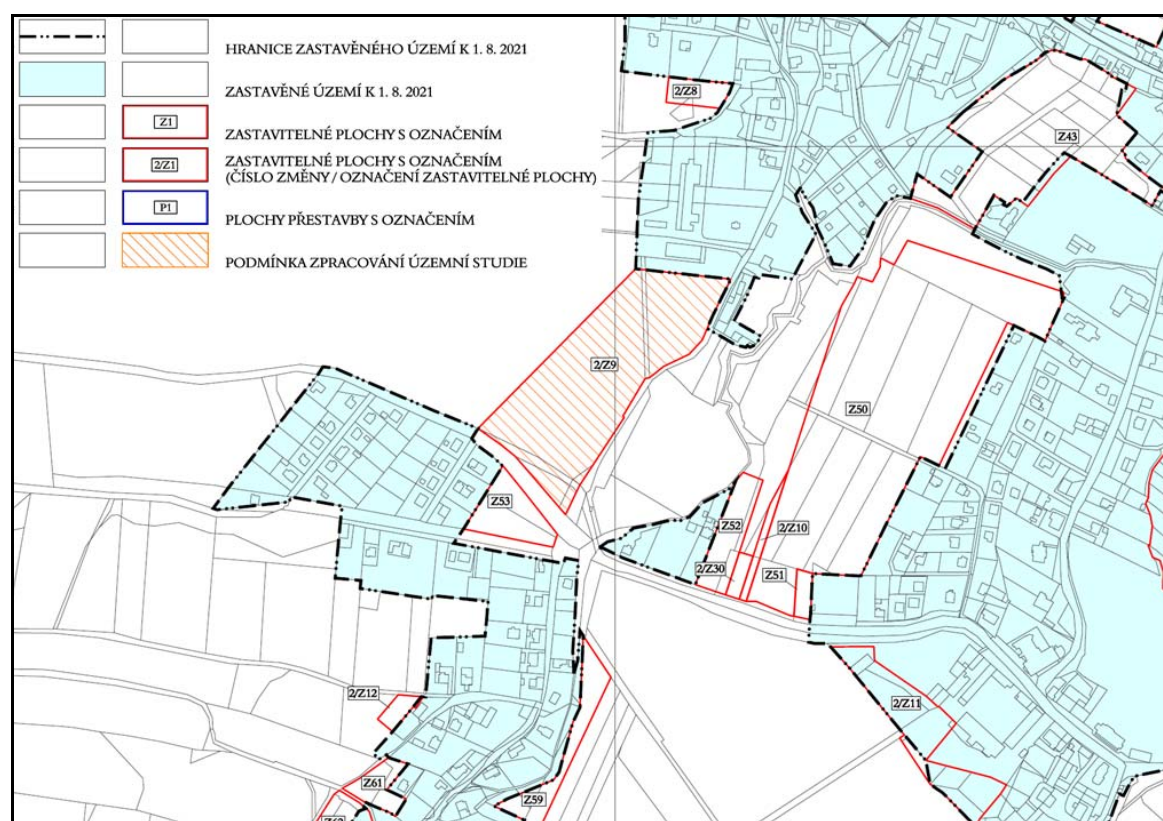 HRANICE ZASTAVĚNÉHO ÚZEMÍ K 1. 8. 2021
ZASTAVĚNÉ ÚZEMÍ K 1. 8. 2021
Z1
ZASTAVITELNÉ PLOCHY S OZNAČENÍM
2/Z1
ZASTAVITELNÉ PLOCHY S OZNAČENÍM
(ČÍSLO ZMĚNY / OZNAČENÍ ZASTAVITELNÉ PLOCHY)
P1
PLOCHY PŘESTAVBY S OZNAČENÍM
PODMÍNKA ZPRACOVÁNÍ ÚZEMNÍ STUDIE
2/Z8
Z43
2/Z9
Z50
Z53
Z52
2/Z10
2/Z30
Z51
2/Z12
2/Z11
Z61
Z59